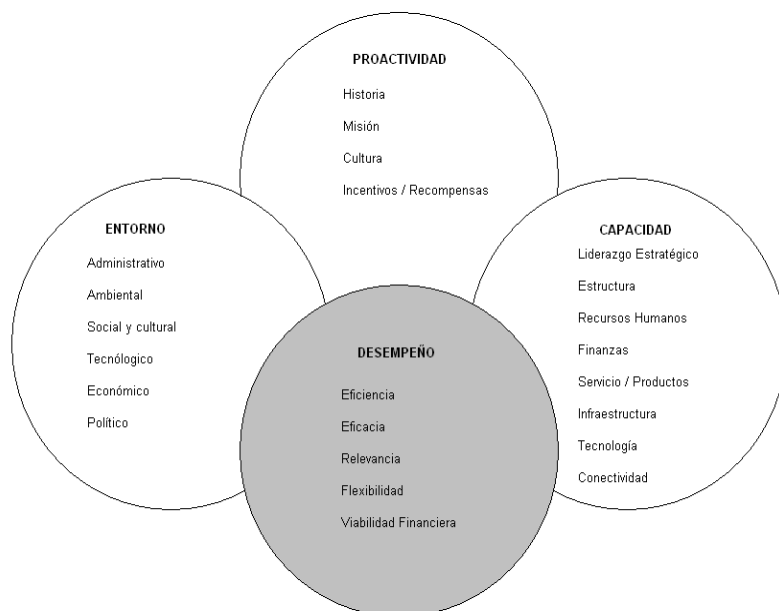 PROACTIVIDAD
Historia
Misión
Cultura
Incentivos / Recompensas
ENTORNO
Administrativo
Ambiental
Social y cultural
Tecnólogico
Económico
Político
CAPACIDAD
Liderazgo Estratégico
Estructura
Recursos Humanos
Finanzas
Servicio / Productos
Infraestructura
Tecnología
Conectividad
DESEMPEÑO
Eficiencia
Eficacia
Relevancia
Flexibilidad
Viabilidad Financiera